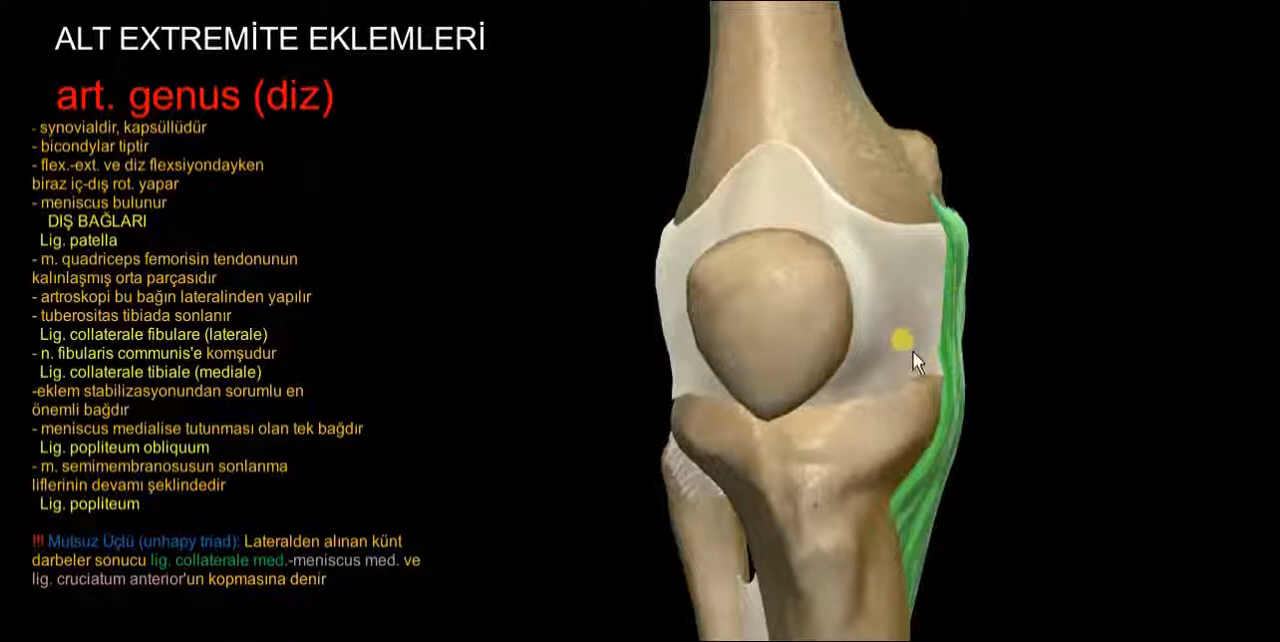 ALT EXTREMİTE EKLEMLERİ
art. genus (diz)
- synovialdir, kapsüllüdür
- bicondylar tiptir
- flex.-ext. ve diz flexsiyondayken
biraz iç-dış rot. yapar
- meniscus bulunur
DIŞ BAĞLARI
Lig. patella
- m. quadriceps femorisin tendonunun
kalınlaşmış orta parçasıdır
- artroskopi bu bağın lateralinden yapılır
- tuberositas tibiada sonlanır
Lig. collaterale fibulare (laterale)
- n. fibularis communis'e komşudur
Lig. collaterale tibiale (mediale)
-eklem stabilizasyonundan sorumlu en
önemli bağdır
- meniscus medialise tutunması olan tek bağdır
Lig. popliteum obliquum
- m. semimembranosusun sonlanma
liflerinin devamı şeklindedir
Lig. popliteum
!!! Mutsuz Üçlü (unhapy triad): Lateralden alınan künt
darbeler sonucu lig. collaterale med.-meniscus med. ve
lig. cruciatum anterior'un kopmasına denir